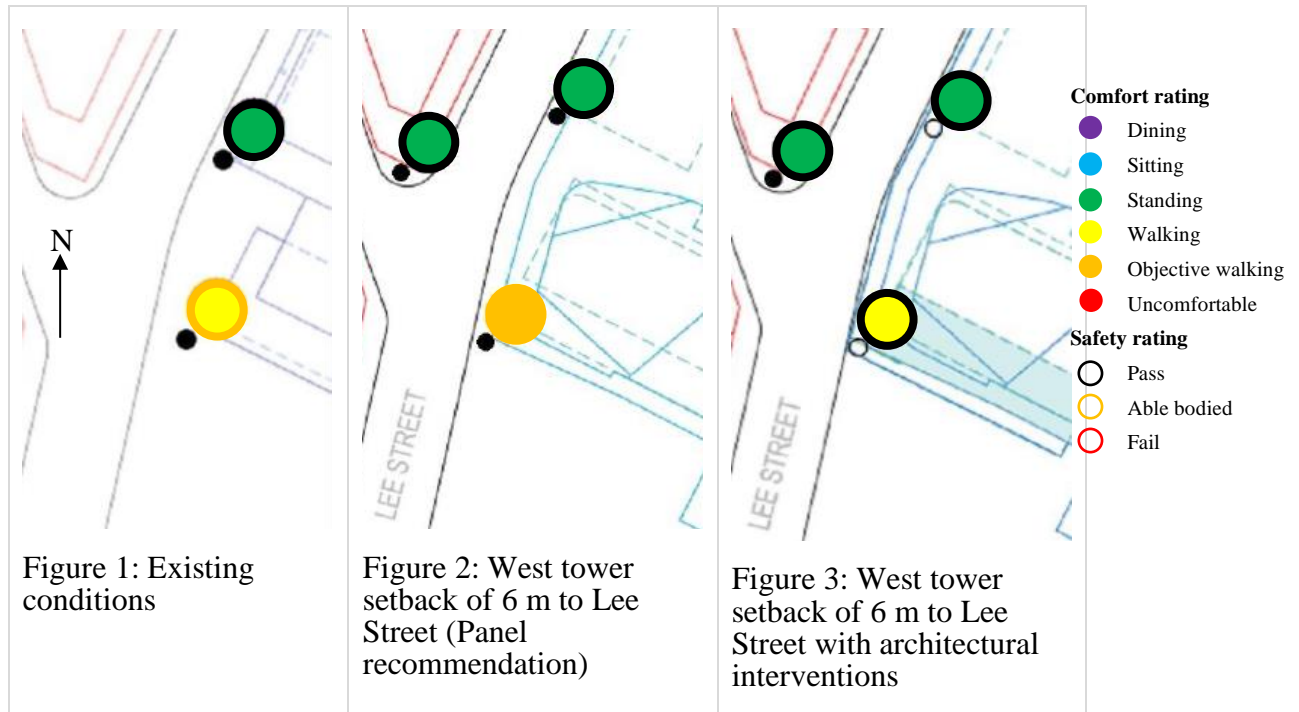 N
Figure 1: Existing
conditions
LEE STREET
Figure 2: West tower
setback of 6 m to Lee
Street (Panel
recommendation)
LEE STREET
Figure 3: West tower
setback of 6 m to Lee
Street with architectural
interventions
Comfort rating
Dining
Sitting
Standing
Walking
Objective walking
Uncomfortable
Safety rating
Pass
Able bodied
Fail